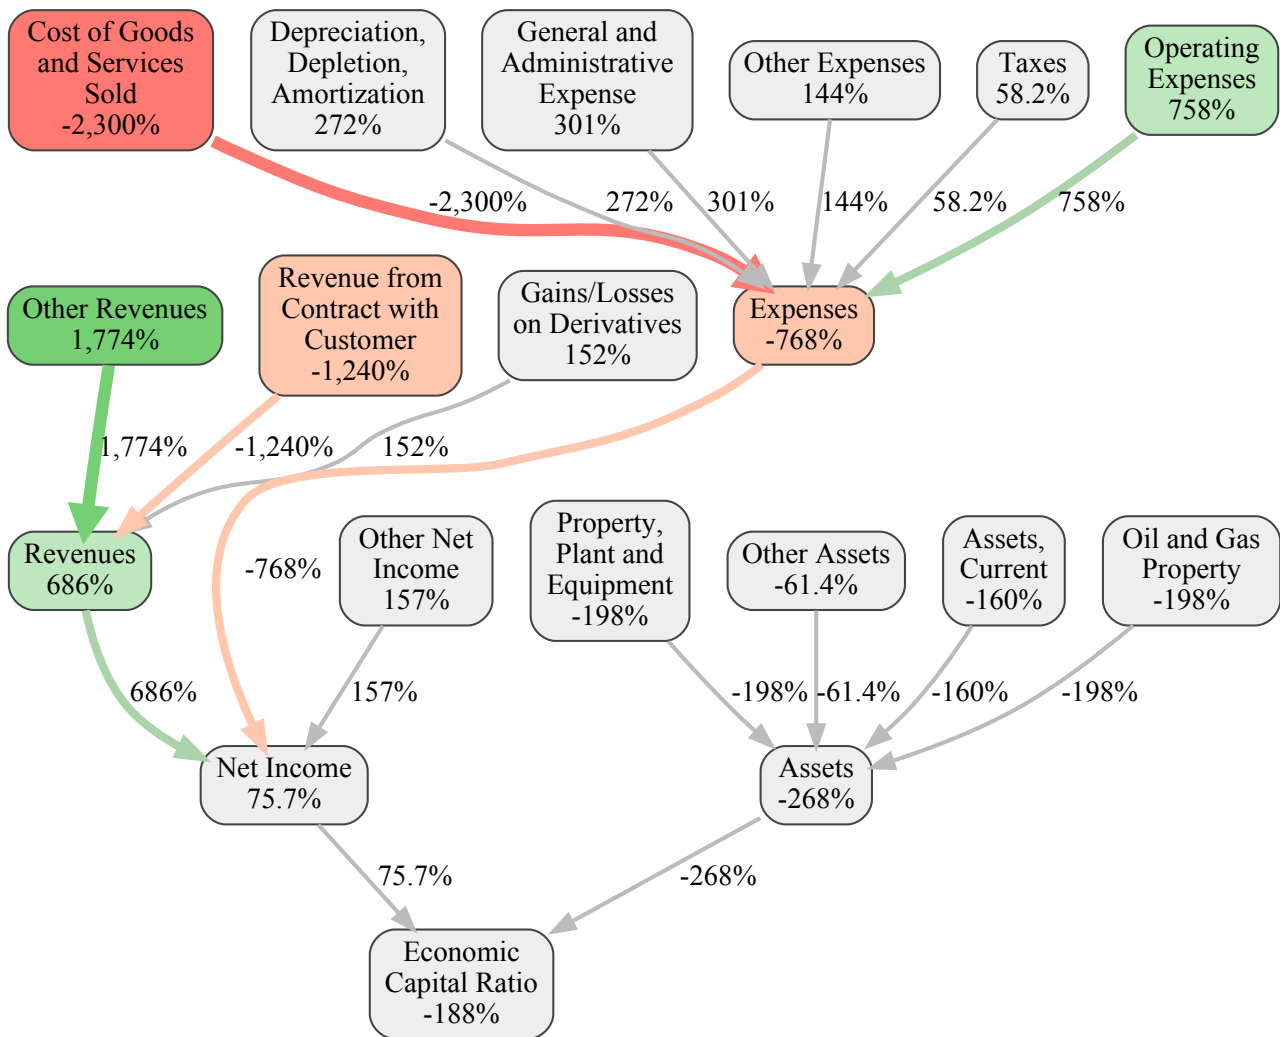 Cost of Goods
and Services
Sold
-2,300%
Depreciation,
Depletion,
Amortization
272%
General and
Administrative
Expense
301%
Other Expenses
144%
Taxes
58.2%
Operating
Expenses
758%
-2,300%
272%
301%
144%
58.2%
758%
Other Revenues
1,774%
Revenue from
Contract with
Customer
-1,240%
Gains/Losses
on Derivatives
152%
Expenses
-768%
1,774%
-1,240%
152%
Revenues
686%
-768%
Other Net
Income
157%
Property,
Plant and
Equipment
-198%
Other Assets
-61.4%
Assets,
Current
-160%
Oil and Gas
Property
-198%
686%
157%
-198%
-61.4%
-160%
-198%
Net Income
75.7%
Assets
-268%
75.7%
-268%
Economic
Capital Ratio
-188%